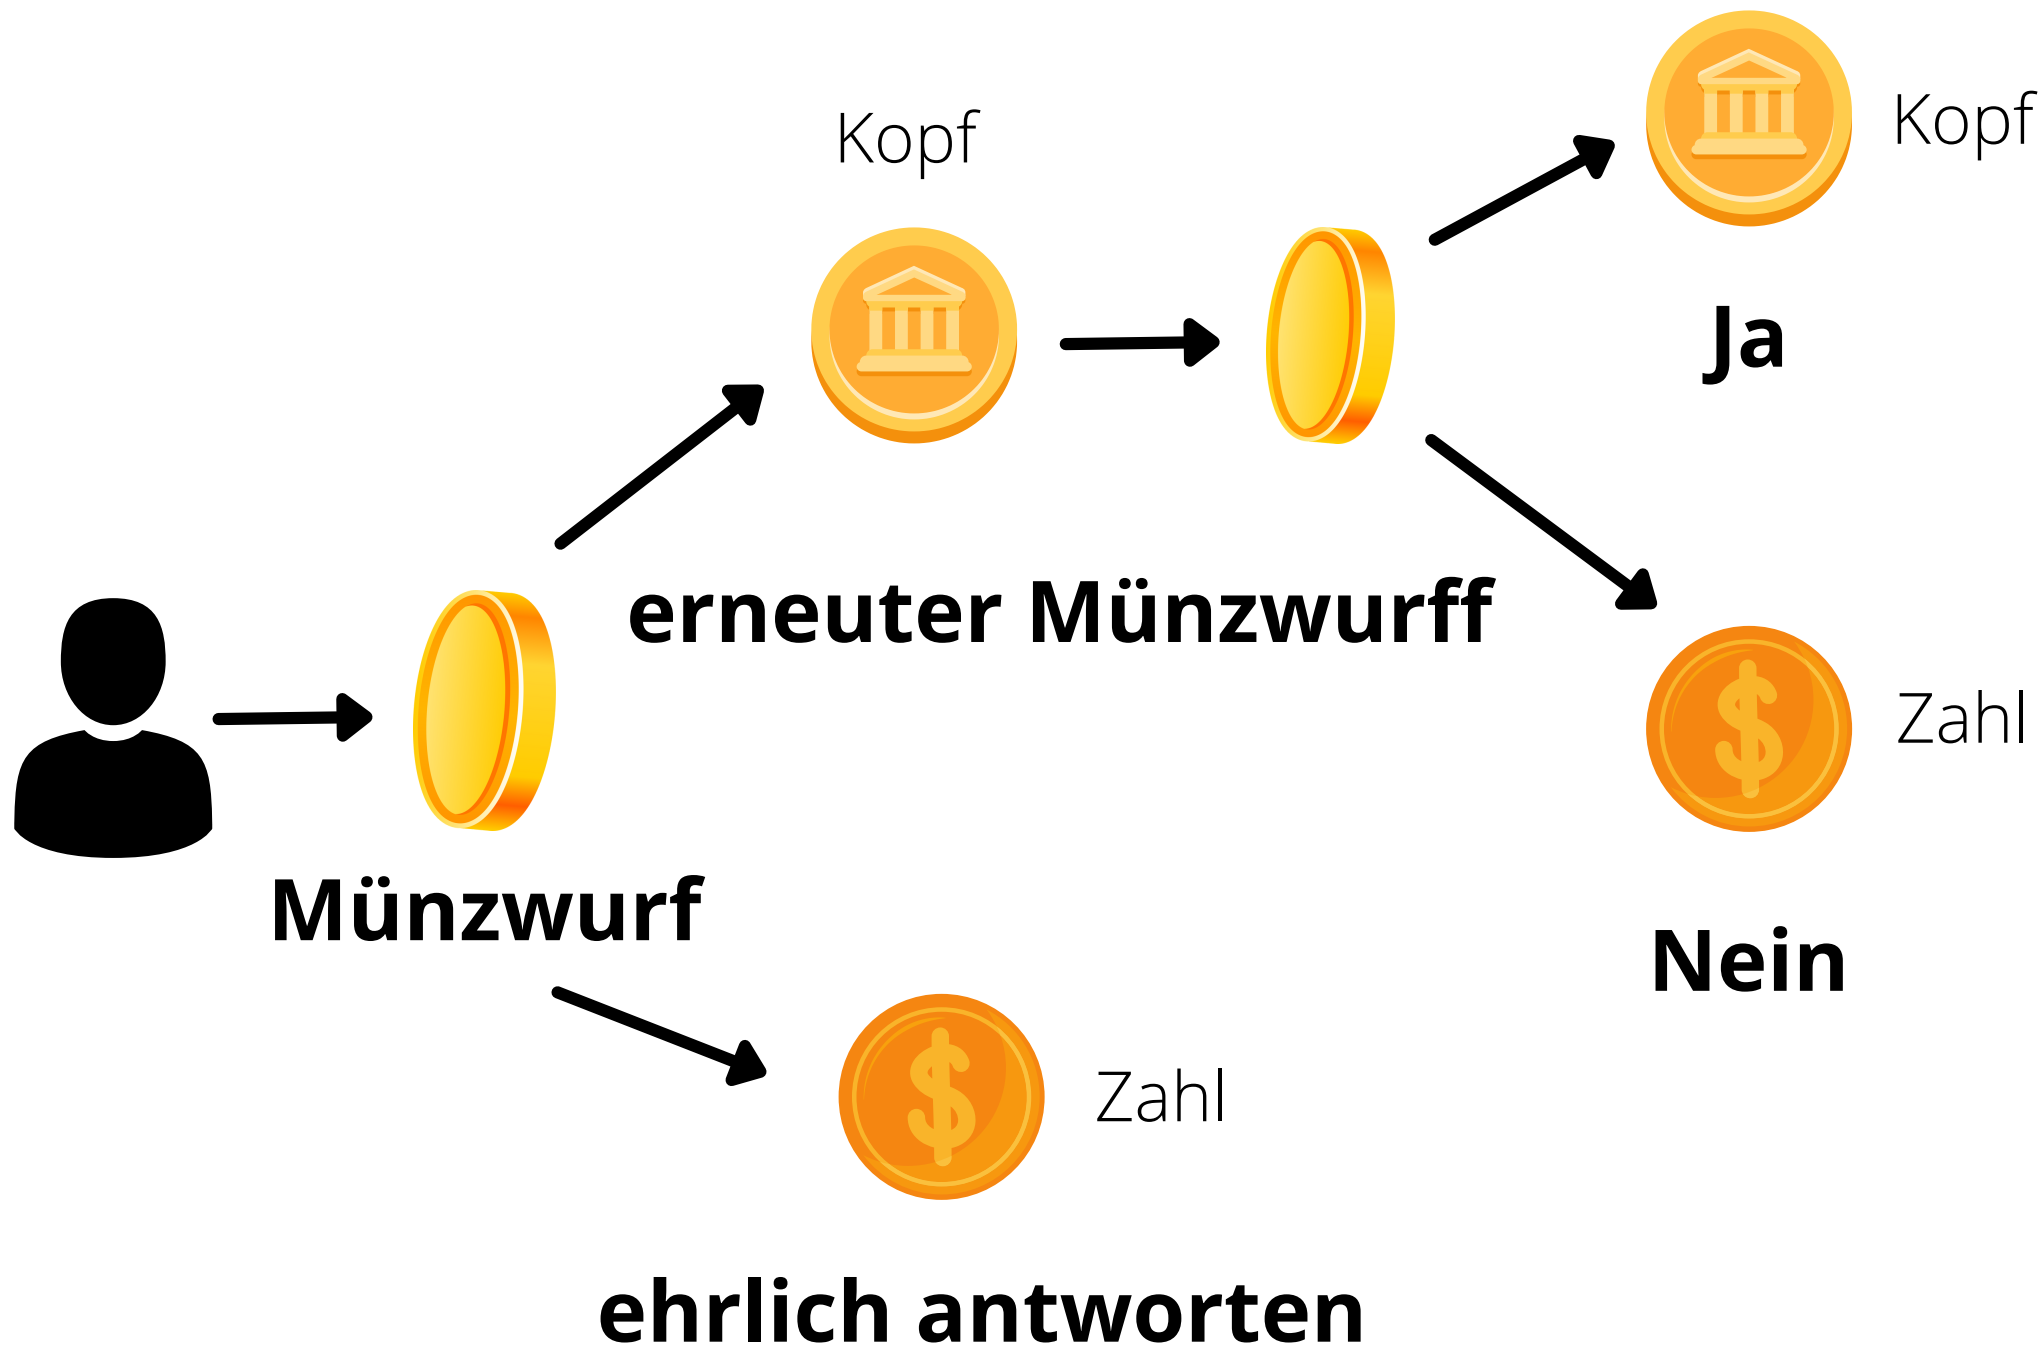 Kopf
Kopf
Ja
erneuter Münzwurff
Zahl
Münzwurf
Nein
Zahl
ehrlich antworten